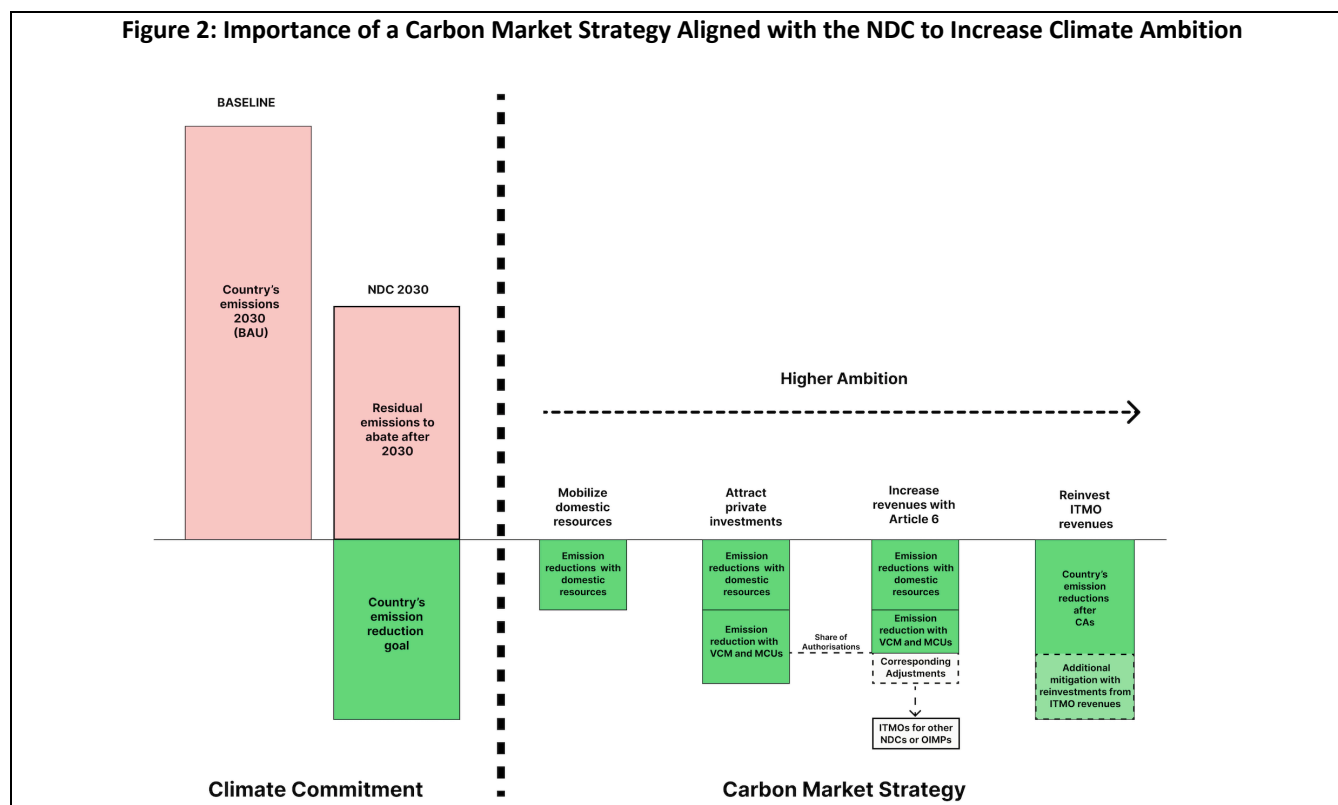 Figure 2: Importance of a Carbon Market Strategy Aligned with the NDC to Increase Climate Ambition
BASELINE
Country's
emissions
2030
(BAU)
NDC 2030
Residual
emissions to
abate after
2030
Country's
emission
reduction
goal
Climate Commitment
Higher Ambition
Mobilize
domestic
resources
Emission
reductions with
domestic
resources
Attract
private
investments
Emission
reductions with
domestic
resources
Emission
reduction with
VCM and MCUs
Share of
Authorisations
Increase
revenues with
Article 6
Emission
reductions with
domestic
resources
Emission
reduction with
VCM and MCUs
Corresponding
Adjustments
ITMOs for other
NDCs or OIMPs
Reinvest
ITMO
revenues
Country's
emission
reductions
after
CAs
Additional
mitigation with
reinvestments from
ITMO revenues
Carbon Market Strategy